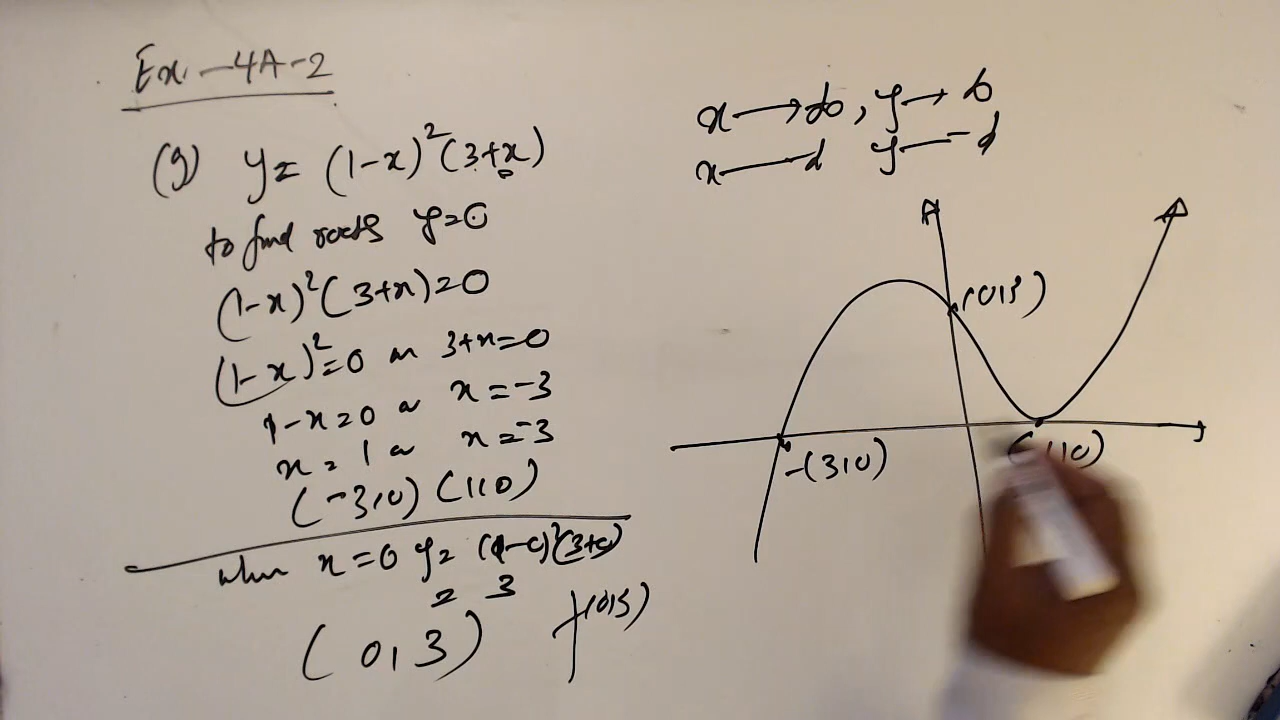 Ex. - 4A-2
(g) y = (1-x)²(3+x)
to find roots y=0
(1-x)²(3+x)=0
(1-x)²=0 or 3+x=0
1-x=0 or x=-3
x=1 or x=-3
(-3,0) (1,0)
when x=0 y= (1-0)²(3+0)
= 3
(0,3)
(0,3)
x → ∞, y → ∞
x — y —
(0,3)
-(3,0)